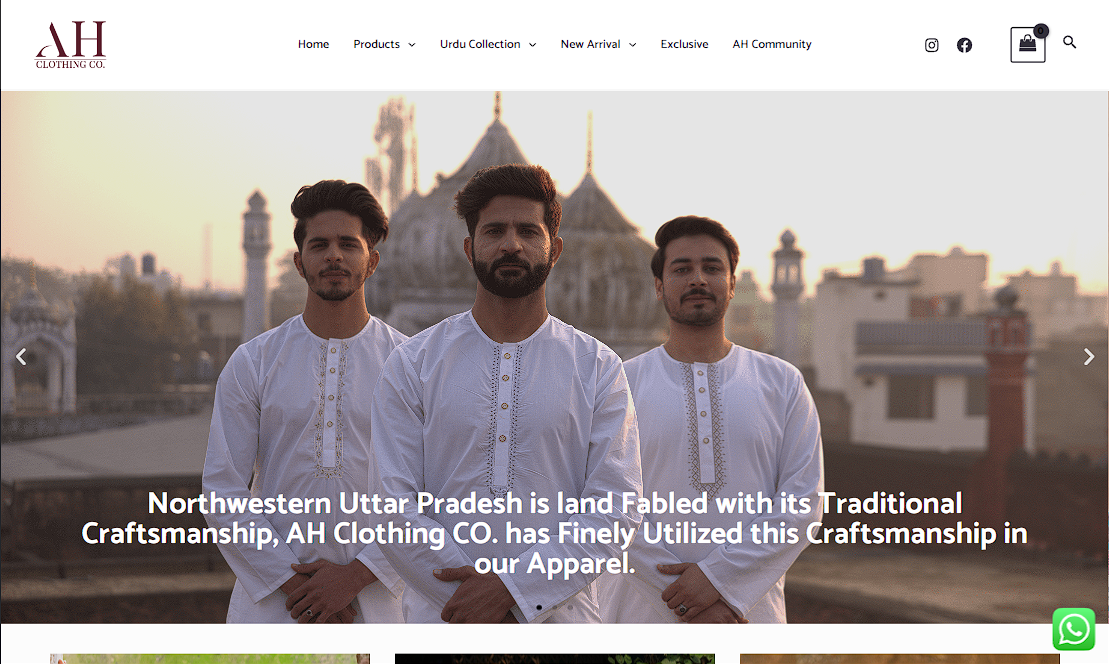 AH
CLOTHING CO.
Home
Products
Urdu Collection
New Arrival
Exclusive
AH Community
0
Northwestern Uttar Pradesh is land Fabled with its Traditional
Craftsmanship, AH Clothing CO. has Finely Utilized this Craftsmanship in
our Apparel.